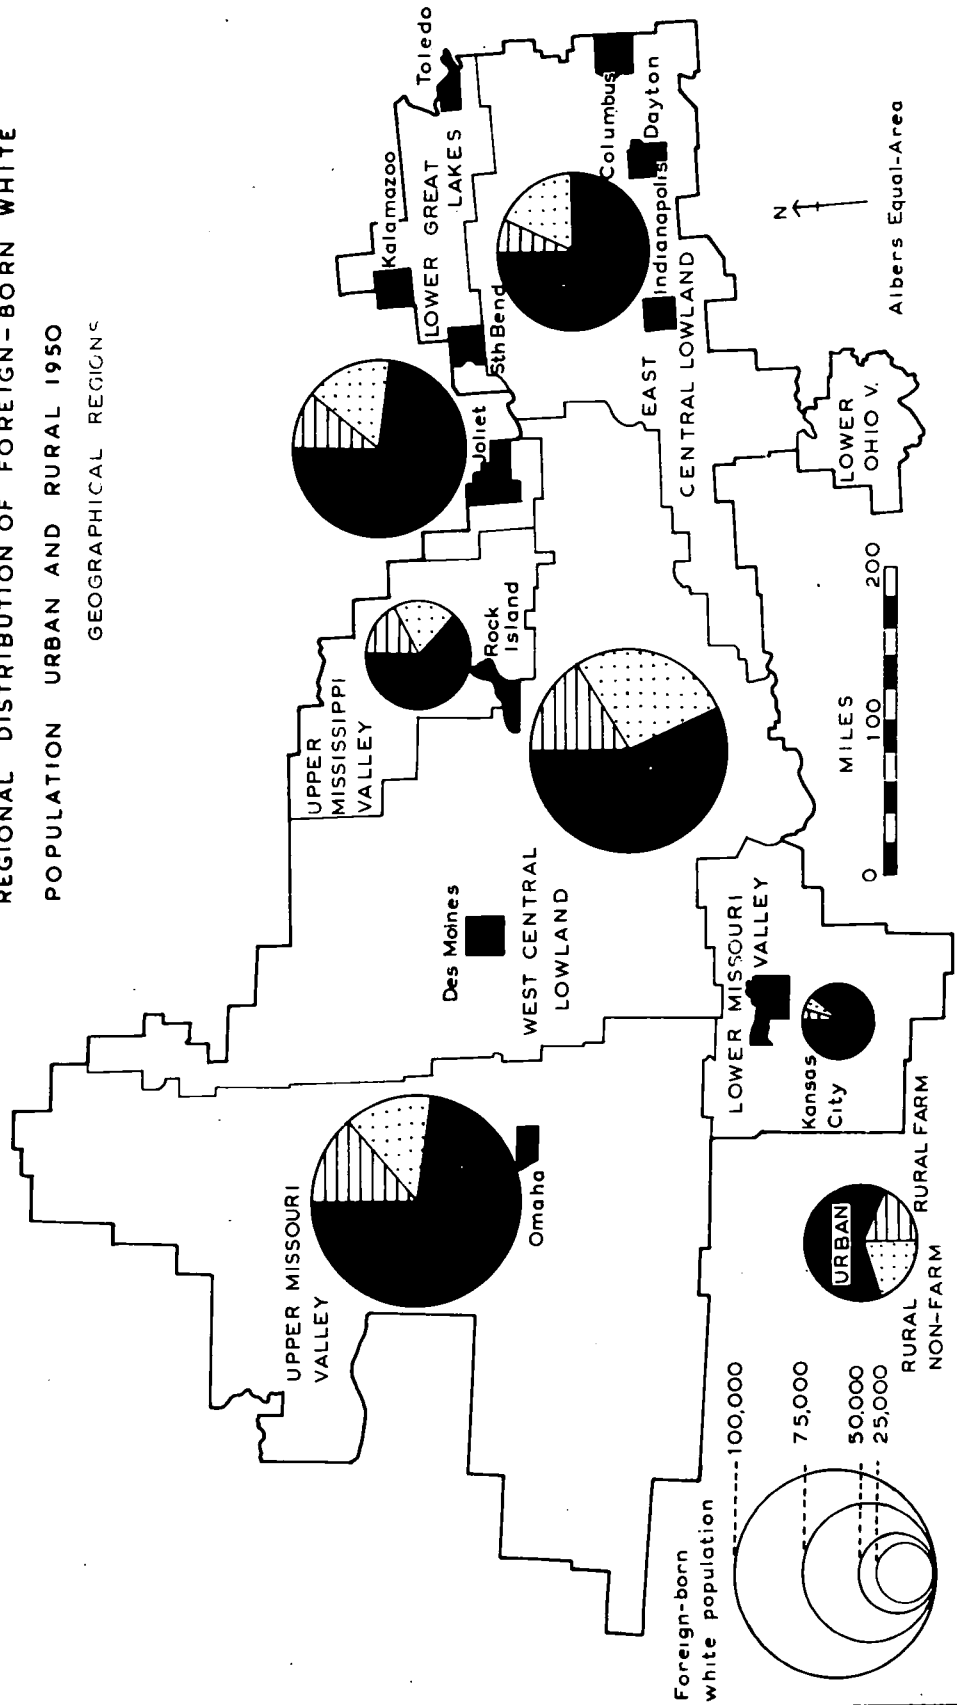 REGIONAL DISTRIBUTION OF FOREIGN-BORN WHITE
POPULATION URBAN AND RURAL 1950
GEOGRAPHICAL REGIONS
UPPER MISSOURI
VALLEY
Omaha
Des Moines
WEST CENTRAL
LOWLAND
UPPER
MISSISSIPPI
VALLEY
Rock
Island
Joliet
Kalamazoo
Toledo
LOWER GREAT
LAKES
Sth Bend
Columbus
Dayton
Indianapolis
EAST
CENTRAL LOWLAND
LOWER
OHIO V.
LOWER MISSOURI
VALLEY
Kansas
City
Foreign-born
white population
100,000
75,000
50.000
25,000
URBAN
RURAL FARM
RURAL
NON-FARM
MILES
0 100 200
N
Albers Equal-Area